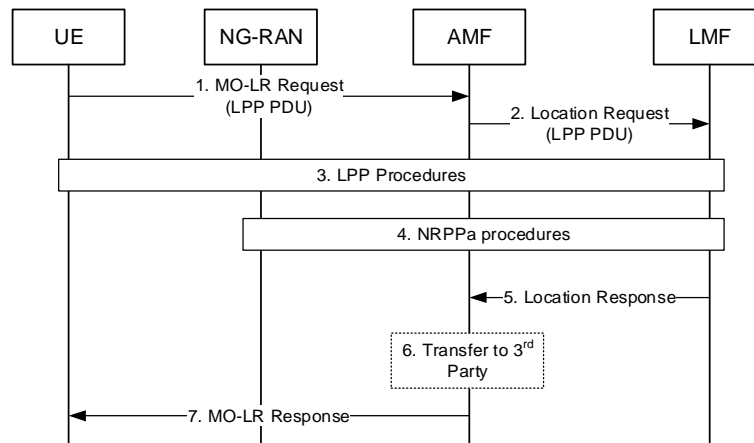 UE NG-RAN AMF LMF
1. MO-LR Request
(LPP PDU)
2. Location Request
(LPP PDU)
3. LPP Procedures
4. NRPPa procedures
5. Location Response
6. Transfer to 3rd
Party
7. MO-LR Response